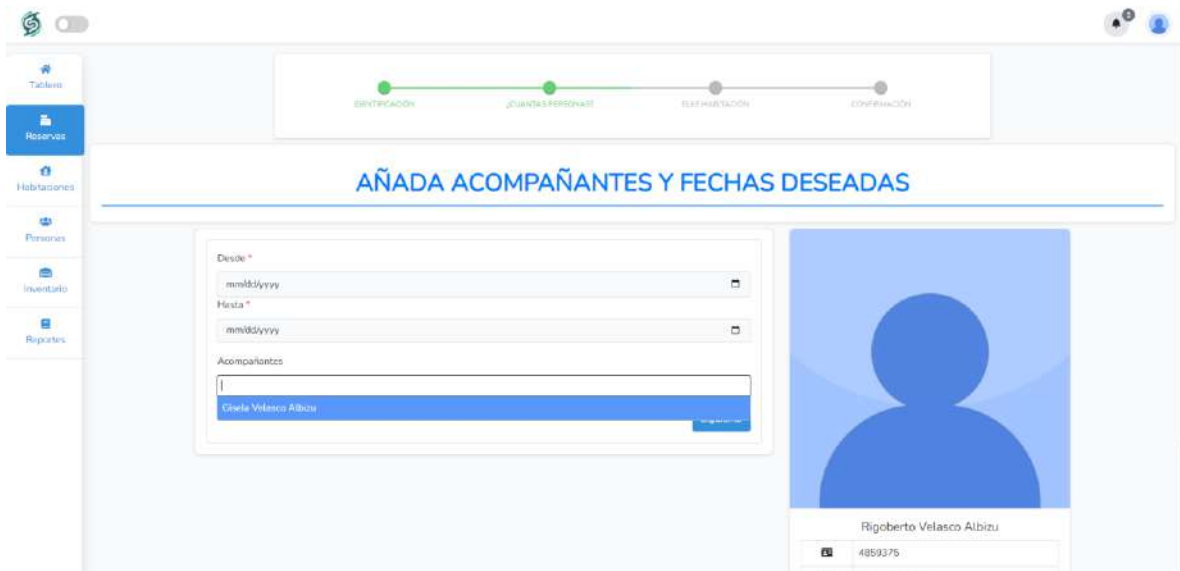 Tablero
Reservas
Habitaciones
Personas
Inventario
Reportes
IDENTIFICACIÓN
¿CUANTAS PERSONAS?
ELEF HABITACIÓN
CONFIRMACIÓN
AÑADA ACOMPAÑANTES Y FECHAS DESEADAS
Desde *
mm/dd/yyyy
Hasta *
mm/dd/yyyy
Acompañantes
Gisela Velasco Albizu
Rigoberto Velasco Albizu
4859375